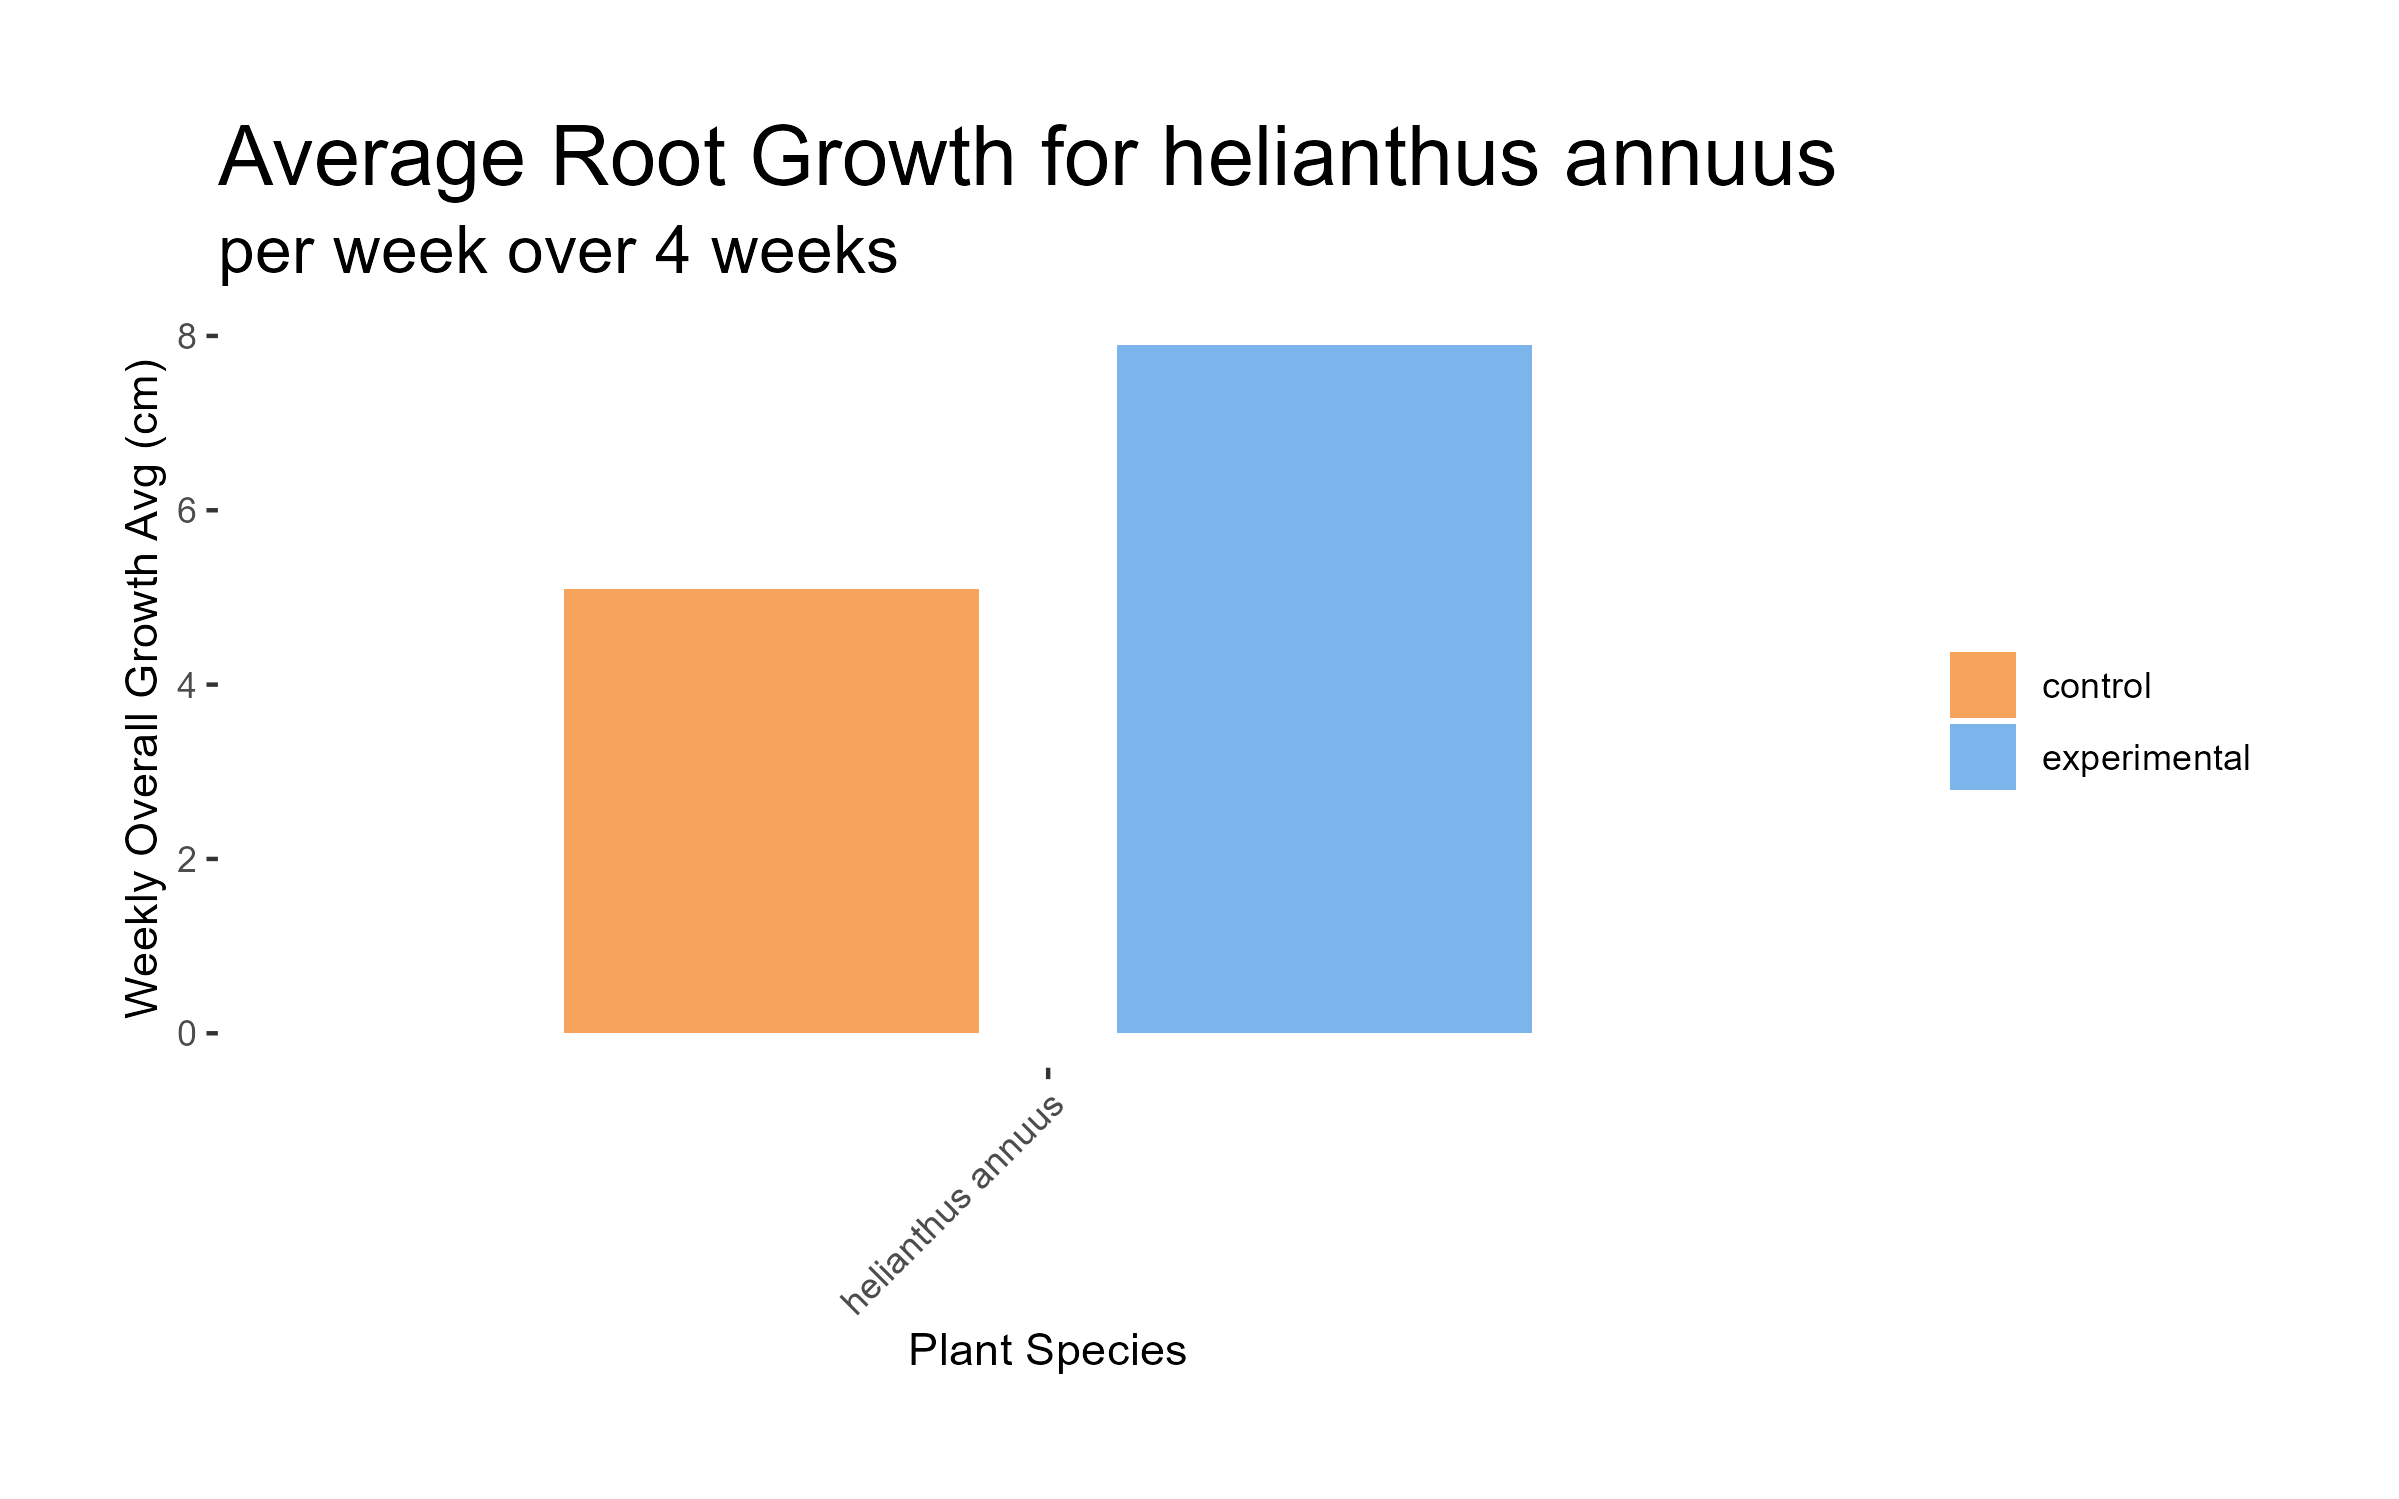 Average Root Growth for helianthus annuus
per week over 4 weeks
Weekly Overall Growth Avg (cm)
8
6
4
2
0
control
experimental
helianthus annuus
Plant Species